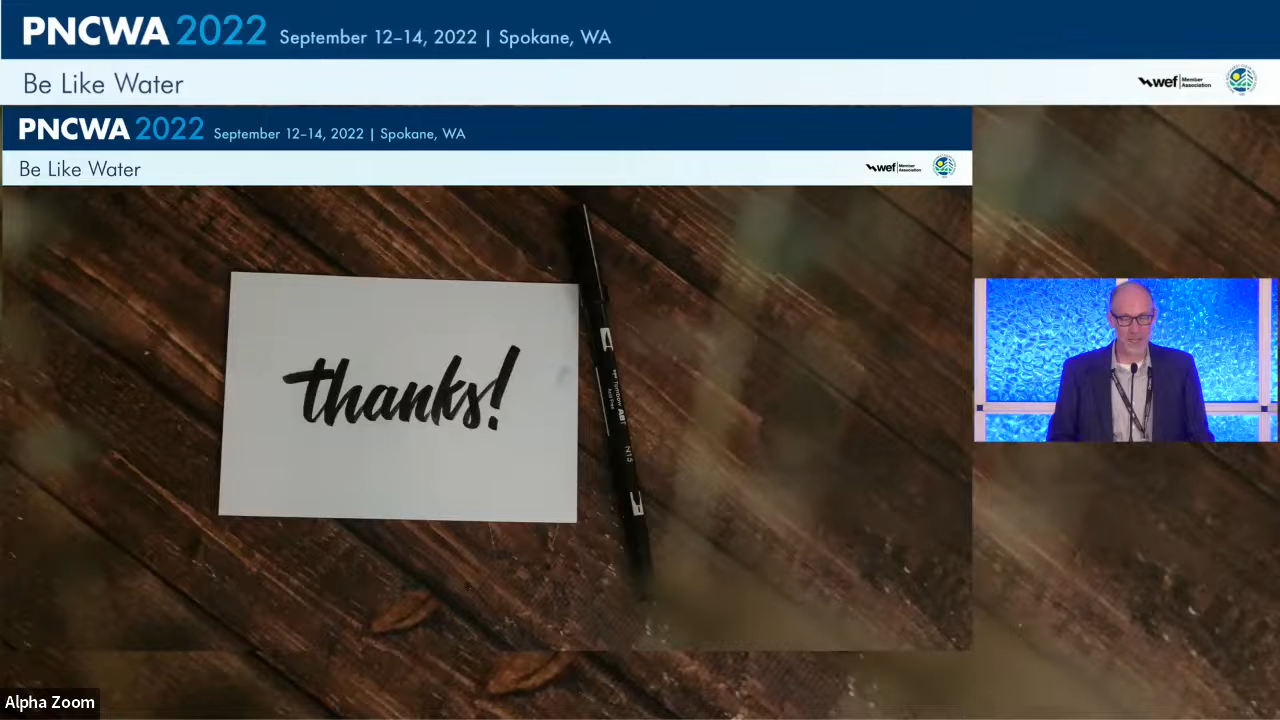 PNCWA 2022 September 12–14, 2022 | Spokane, WA
Be Like Water
wef Member Association
PNCWA 2022 September 12–14, 2022 | Spokane, WA
Be Like Water
wef Member Association
thanks!
Tombow ABT
N15
Alpha Zoom